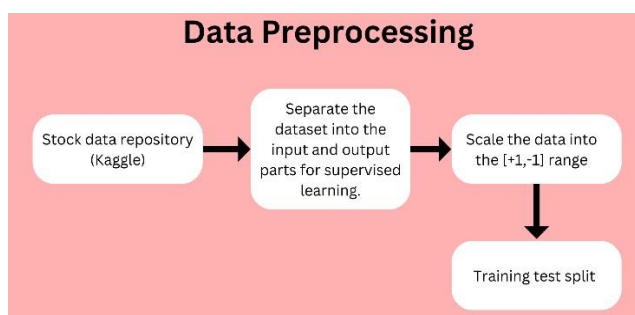 Data Preprocessing
Stock data repository
(Kaggle)
Separate the
dataset into the
input and output
parts for supervised
learning.
Scale the data into
the [+1,-1] range
Training test split